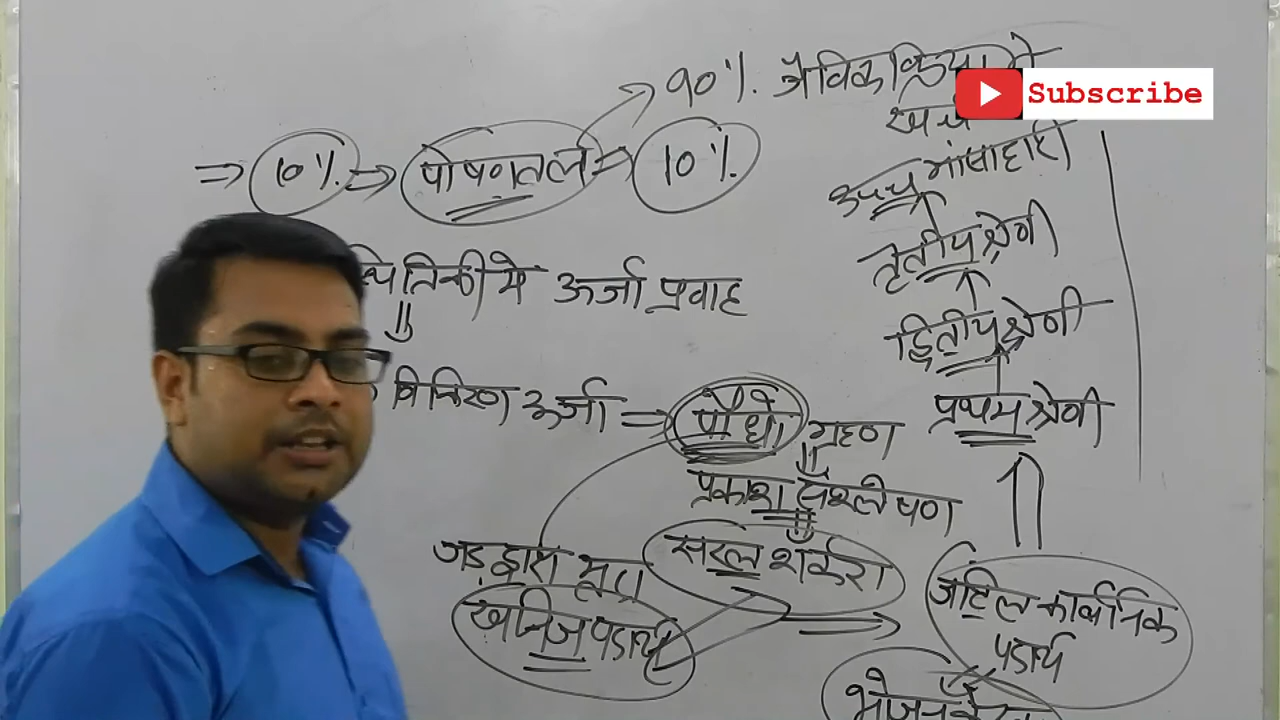 90%. जैविक क्रिया में
खर्च
Subscribe
⇒ 10% ⇒ पोषणतल ⇒ 10%.
उच्च मांसाहारी
तृतीय श्रेणी
द्वितीय श्रेणी
प्रथम श्रेणी
स्थितिकी मे ऊर्जा प्रवाह
विकिरण ऊर्जा ⇒ पौधो ग्रहण
प्रकाश संश्लेषण
सरल शर्करा
जड़ द्वारा मृदा
खनिज पदार्थ
जटिल कार्बनिक
पदार्थ
भोजन